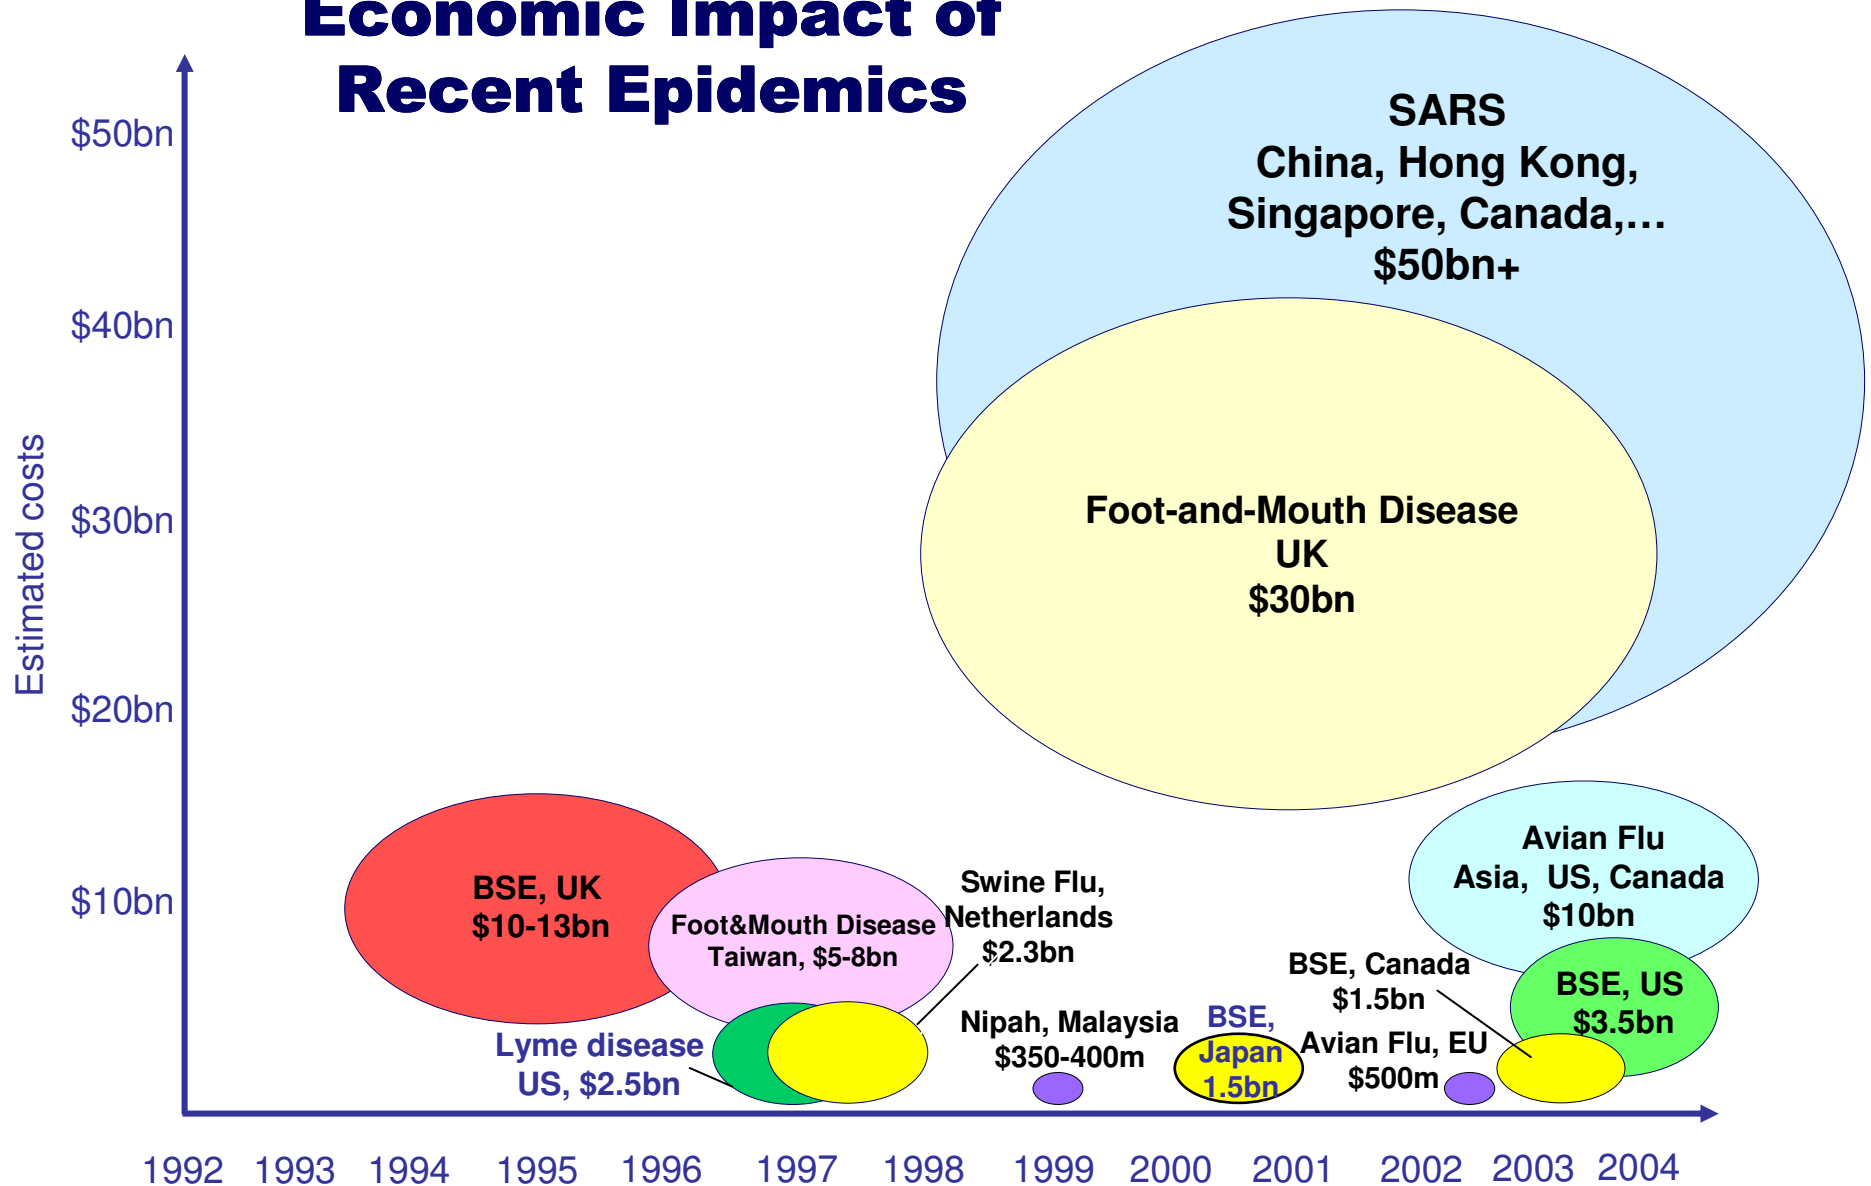 Economic Impact of
Recent Epidemics
$50bn
$40bn
$30bn
$20bn
$10bn
Estimated costs
SARS
China, Hong Kong,
Singapore, Canada,…
$50bn+
Foot-and-Mouth Disease
UK
$30bn
BSE, UK
$10-13bn
Foot&Mouth Disease
Taiwan, $5-8bn
Swine Flu,
Netherlands
$2.3bn
Lyme disease
US, $2.5bn
Nipah, Malaysia
$350-400m
BSE,
Japan
1.5bn
Avian Flu
Asia,  US, Canada
$10bn
BSE, Canada
$1.5bn
BSE, US
$3.5bn
Avian Flu, EU
$500m
1992 1993 1994 1995 1996 1997 1998 1999 2000 2001 2002 2003 2004